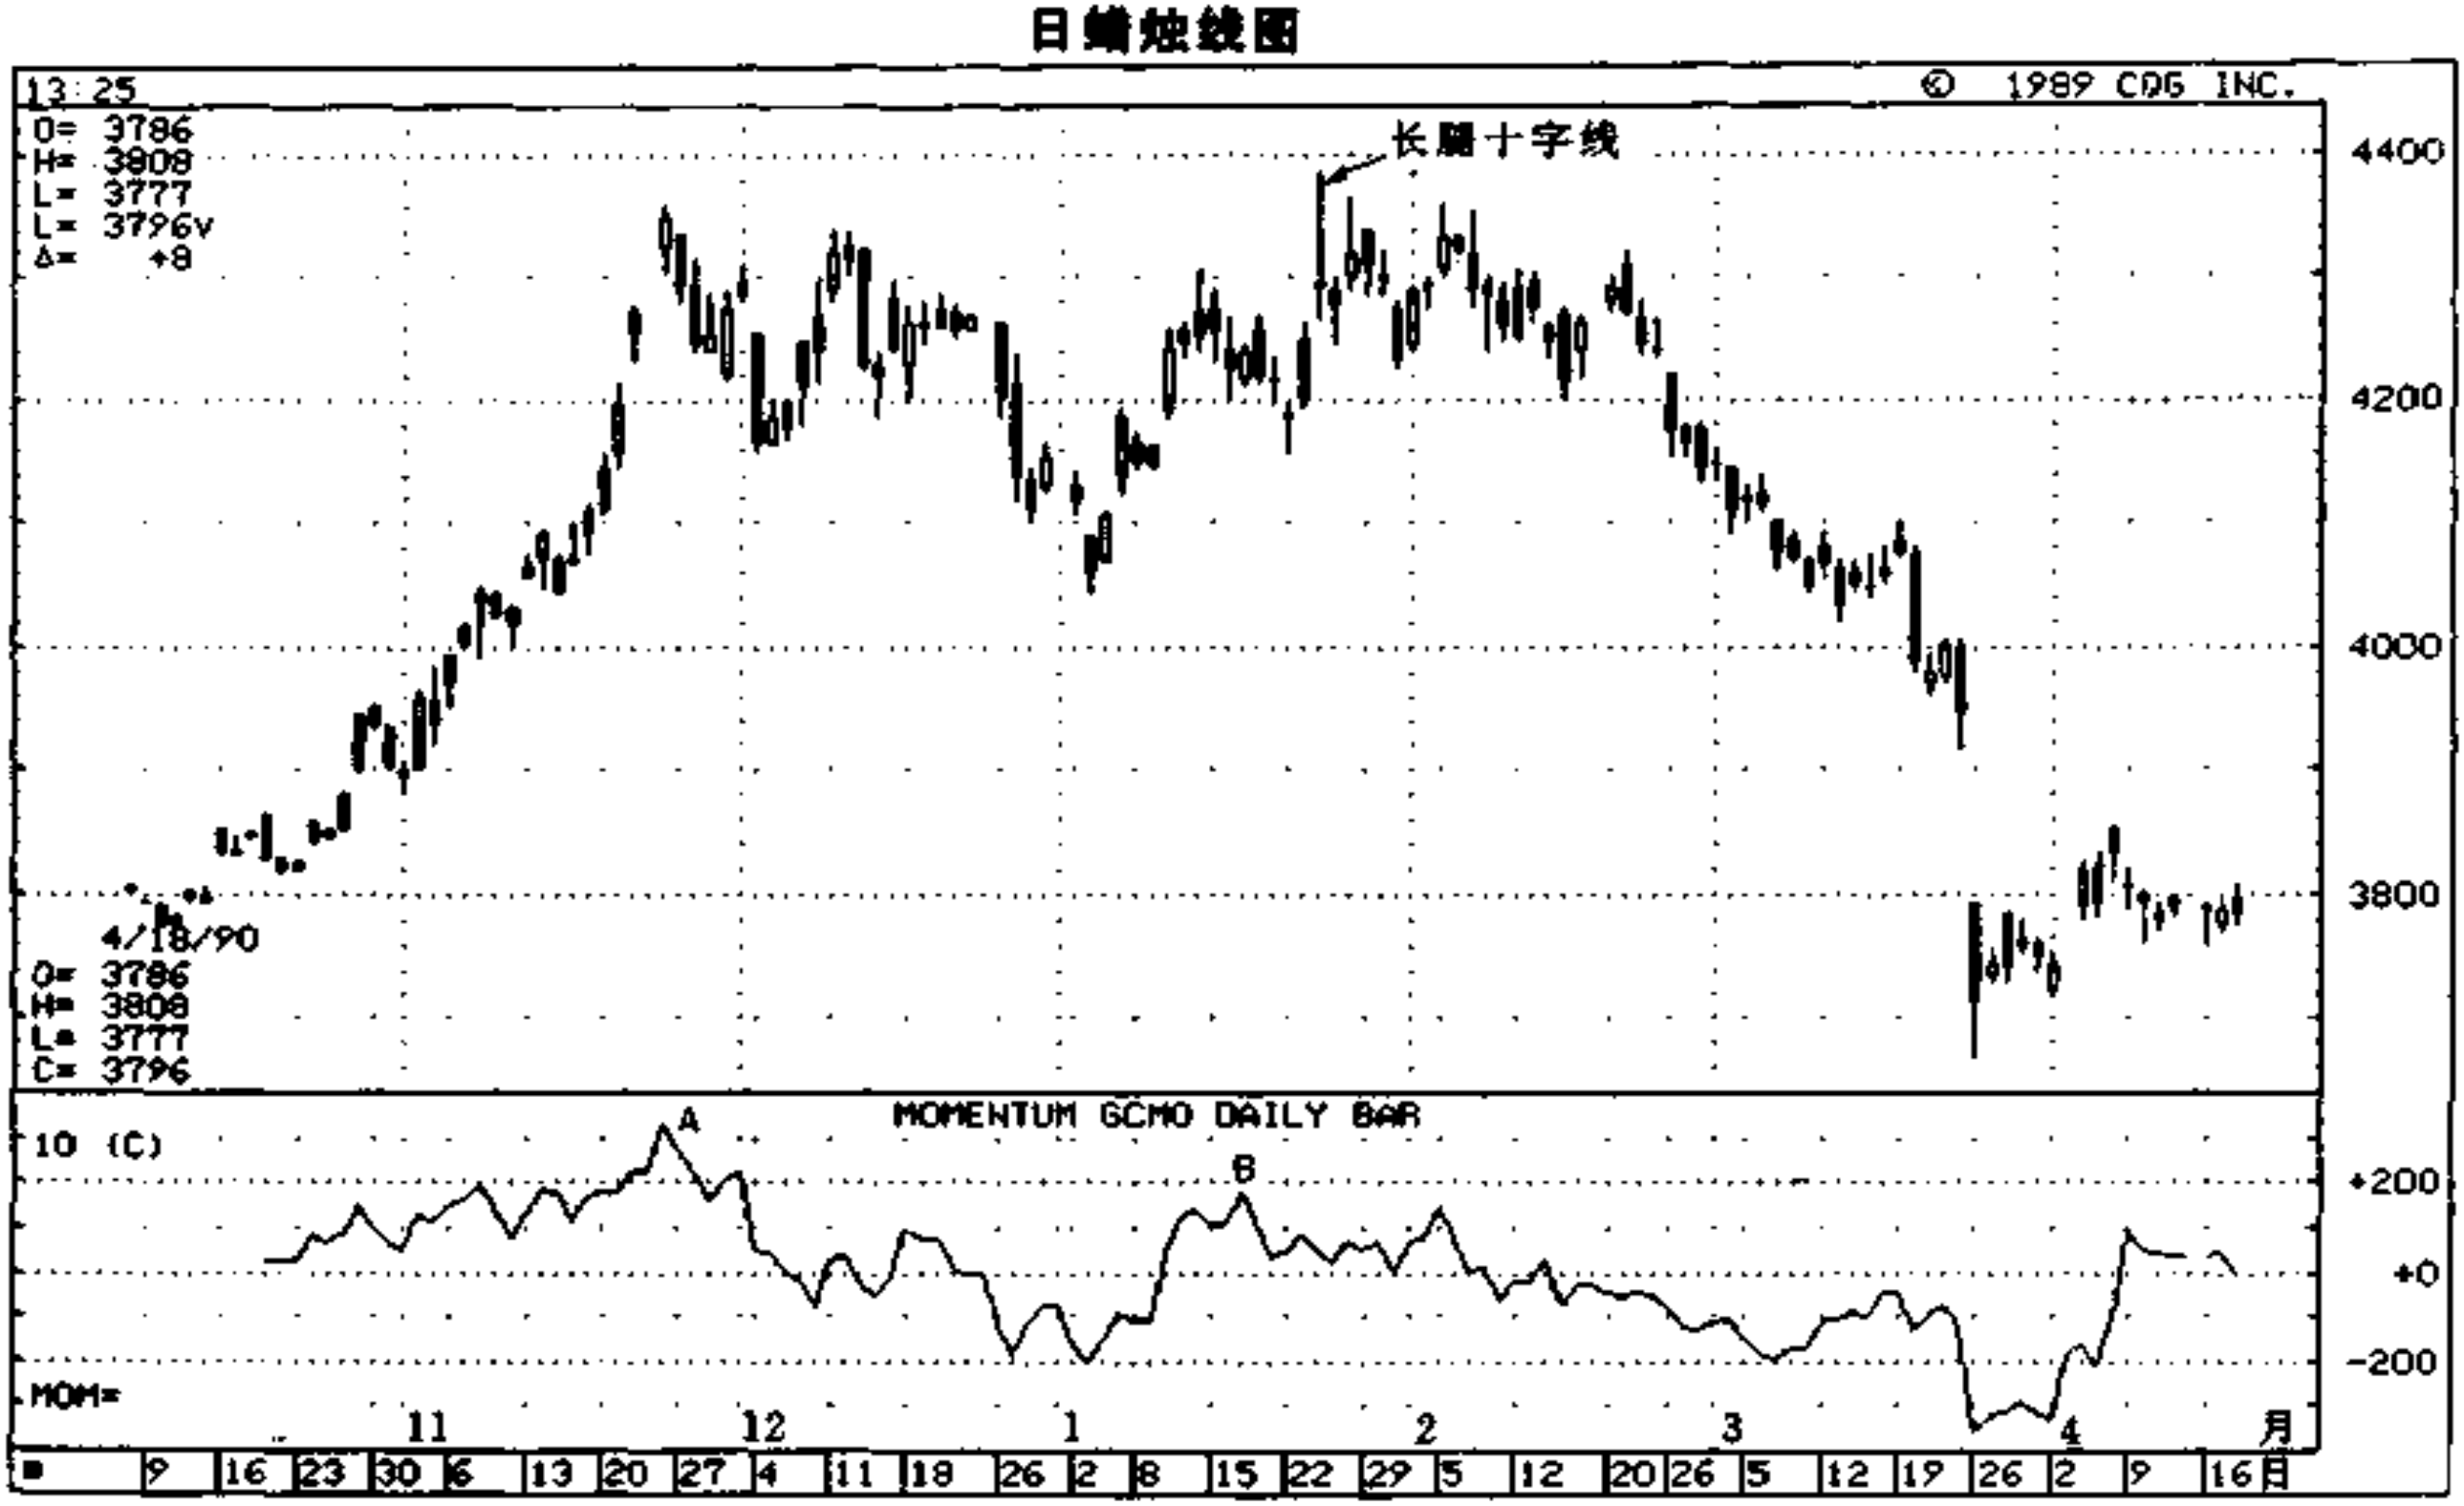 日蜡烛线图
13:25
© 1989 CQG INC.
O= 3786
H= 3808
L= 3777
L= 3796v
Δ= +8
长腿十字线
4400
4200
4000
3800
4/18/90
O= 3786
H= 3808
L= 3777
C= 3796
MOMENTUM GCMO DAILY BAR
10 (C)
A
B
+200
+0
-200
MOM=
11 12 1 2 3 4 月
9 16 23 30 6 13 20 27 4 11 18 26 2 8 15 22 29 5 12 20 26 5 12 19 26 2 9 16 日